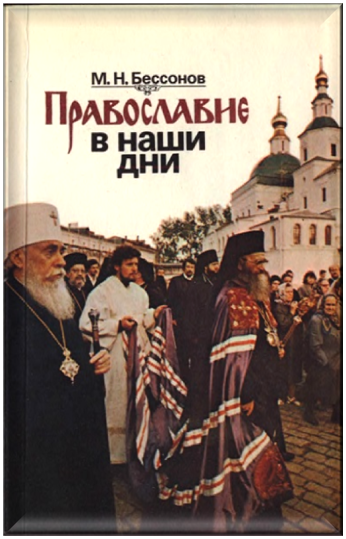 М. Н. Бессонов
Православие
в наши
дни